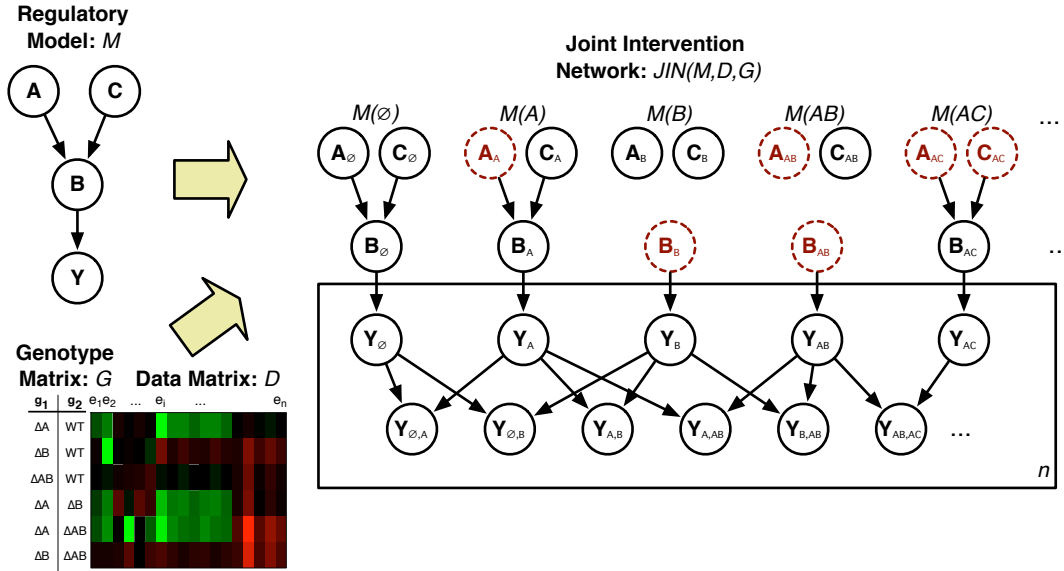 Regulatory
Model: M
A C
B
Y
Joint Intervention
Network: JIN(M,D,G)
M(∅) M(A) M(B) M(AB) M(AC) ...
A∅ C∅ AA CA AB CB AAB CAB AAC CAC
B∅ BA BB BAB BAC ..
Y∅ YA YB YAB YAC
Y∅,A Y∅,B YA,B YA,AB YB,AB YAB,AC ...
n
Genotype
Matrix: G Data Matrix: D
g1 g2 e1e2 ... ei ... en
ΔA WT
ΔB WT
ΔAB WT
ΔA ΔB
ΔA ΔAB
ΔB ΔAB